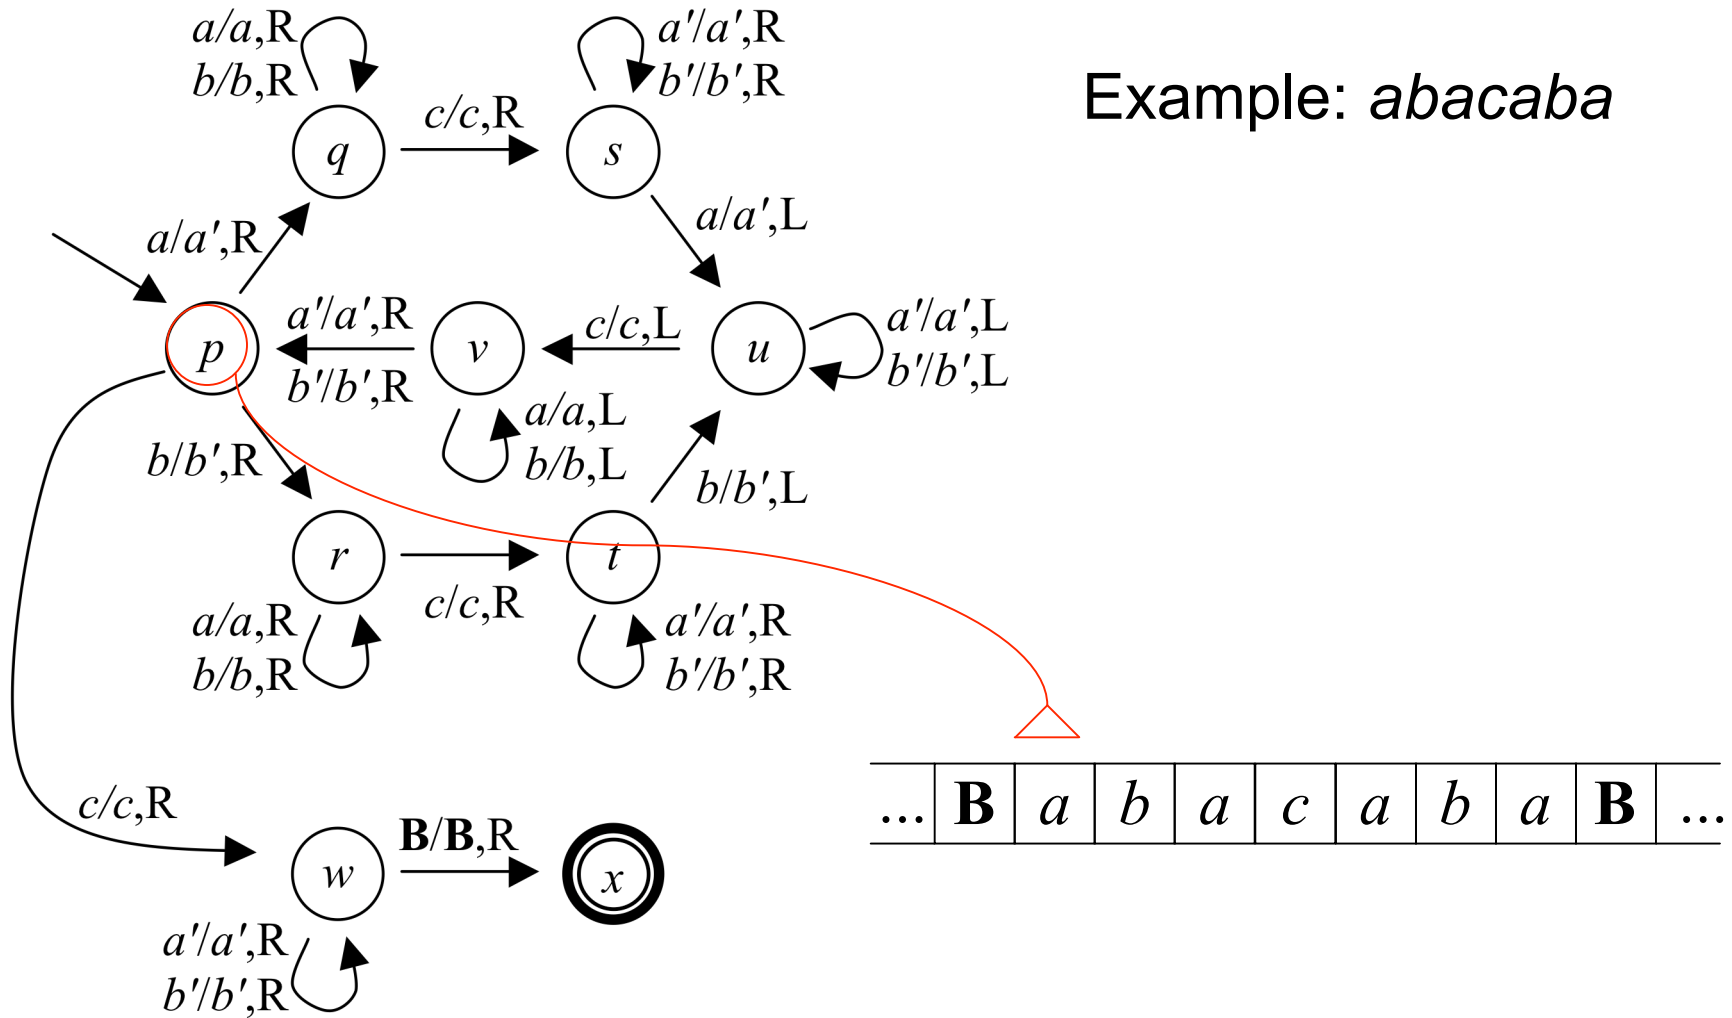 Example: abacaba
a/a,R
b/b,R
a'/a',R
b'/b',R
q
c/c,R
s
a/a',R
a/a',L
p
a'/a',R
b'/b',R
v
c/c,L
u
a'/a',L
b'/b',L
a/a,L
b/b,L
b/b',R
b/b',L
r
c/c,R
t
a/a,R
b/b,R
a'/a',R
b'/b',R
... B a b a c a b a B ...
c/c,R
w
B/B,R
x
a'/a',R
b'/b',R